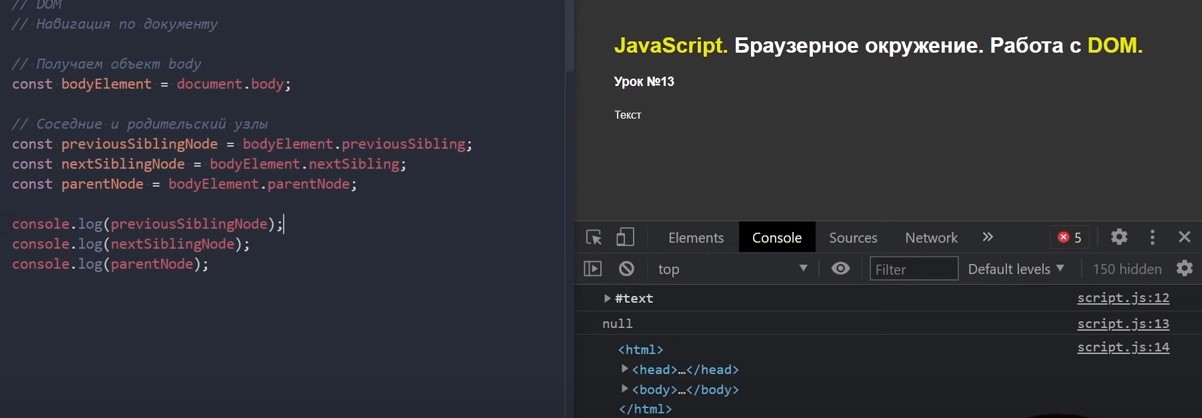 // DOM
// Навигация по документу
// Получаем объект body
const bodyElement = document.body;
// Соседние и родительский узлы
const previousSiblingNode = bodyElement.previousSibling;
const nextSiblingNode = bodyElement.nextSibling;
const parentNode = bodyElement.parentNode;
console.log(previousSiblingNode);
console.log(nextSiblingNode);
console.log(parentNode);
JavaScript. Браузерное окружение. Работа с DOM.
Урок №13
Текст
Elements Console Sources Network » 5
top Filter Default levels 150 hidden
#text script.js:12
null script.js:13
<html> script.js:14
<head>…</head>
<body>…</body>
</html>